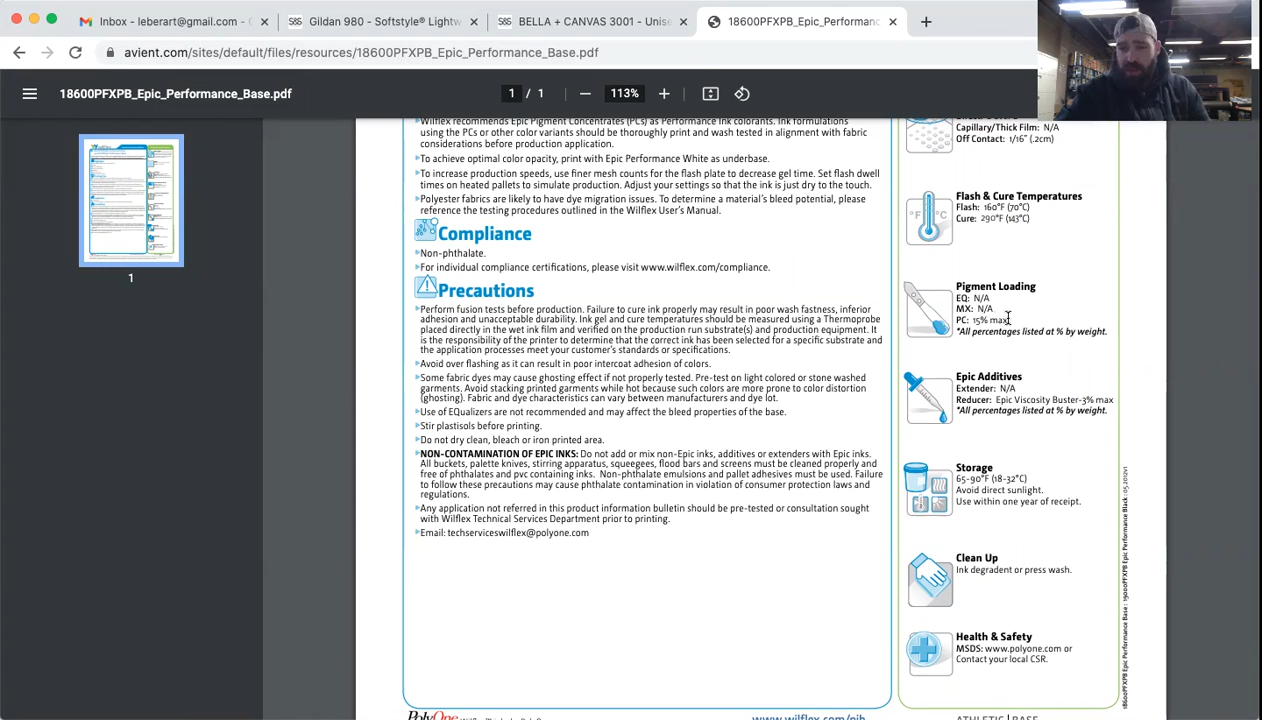 Inbox - leberart@gmail.com -
Gildan 980 - Softstyle® Lightw
BELLA + CANVAS 3001 - Unise
18600PFXPB_Epic_Performanc
avient.com/sites/default/files/resources/18600PFXPB_Epic_Performance_Base.pdf
18600PFXPB_Epic_Performance_Base.pdf
1 / 1
113%
1
Wilflex recommends Epic Pigment Concentrates (PCs) as Performance Ink colorants. Ink formulations
using the PCs or other color variants should be thoroughly print and wash tested in alignment with fabric
considerations before production application.
To achieve optimal color opacity, print with Epic Performance White as underbase.
To increase production speeds, use finer mesh counts for the flash plate to decrease gel time. Set flash dwell
times on heated pallets to simulate production. Adjust your settings so that the ink is just dry to the touch.
Polyester fabrics are likely to have dye migration issues. To determine a material's bleed potential, please
reference the testing procedures outlined in the Wilflex User's Manual.
Compliance
Non-phthalate.
For individual compliance certifications, please visit www.wilflex.com/compliance.
Precautions
Perform fusion tests before production. Failure to cure ink properly may result in poor wash fastness, inferior
adhesion and unacceptable durability. Ink gel and cure temperatures should be measured using a Thermoprobe
placed directly in the wet ink film and verified on the production run substrate(s) and production equipment. It
is the responsibility of the printer to determine that the correct ink has been selected for a specific substrate and
the application processes meet your customer's standards or specifications.
Avoid over flashing as it can result in poor intercoat adhesion of colors.
Some fabric dyes may cause ghosting effect if not properly tested. Pre-test on light colored or stone washed
garments. Avoid stacking printed garments while hot because such colors are more prone to color distortion
(ghosting). Fabric and dye characteristics can vary between manufacturers and dye lot.
Use of EQualizers are not recommended and may affect the bleed properties of the base.
Stir plastisols before printing.
Do not dry clean, bleach or iron printed area.
NON-CONTAMINATION OF EPIC INKS: Do not add or mix non-Epic inks, additives or extenders with Epic inks.
All buckets, palette knives, stirring apparatus, squeegees, flood bars and screens must be cleaned properly and
free of phthalates and pvc containing inks. Non-phthalate emulsions and pallet adhesives must be used. Failure
to follow these precautions may cause phthalate contamination in violation of consumer protection laws and
regulations.
Any application not referred in this product information bulletin should be pre-tested or consultation sought
with Wilflex Technical Services Department prior to printing.
Email: techserviceswilflex@polyone.com
Capillary/Thick Film: N/A
Off Contact: 1/16" (.2cm)
°F °C
Flash & Cure Temperatures
Flash: 160°F (70°C)
Cure: 290°F (143°C)
Pigment Loading
EQ: N/A
MX: N/A
PC: 15% max
*All percentages listed at % by weight.
Epic Additives
Extender: N/A
Reducer: Epic Viscosity Buster-3% max
*All percentages listed at % by weight.
Storage
65-90°F (18-32°C)
Avoid direct sunlight.
Use within one year of receipt.
Clean Up
Ink degradent or press wash.
Health & Safety
MSDS: www.polyone.com or
Contact your local CSR.
PolyOne
www.wilflex.com/pib
ATHLETIC | BASE